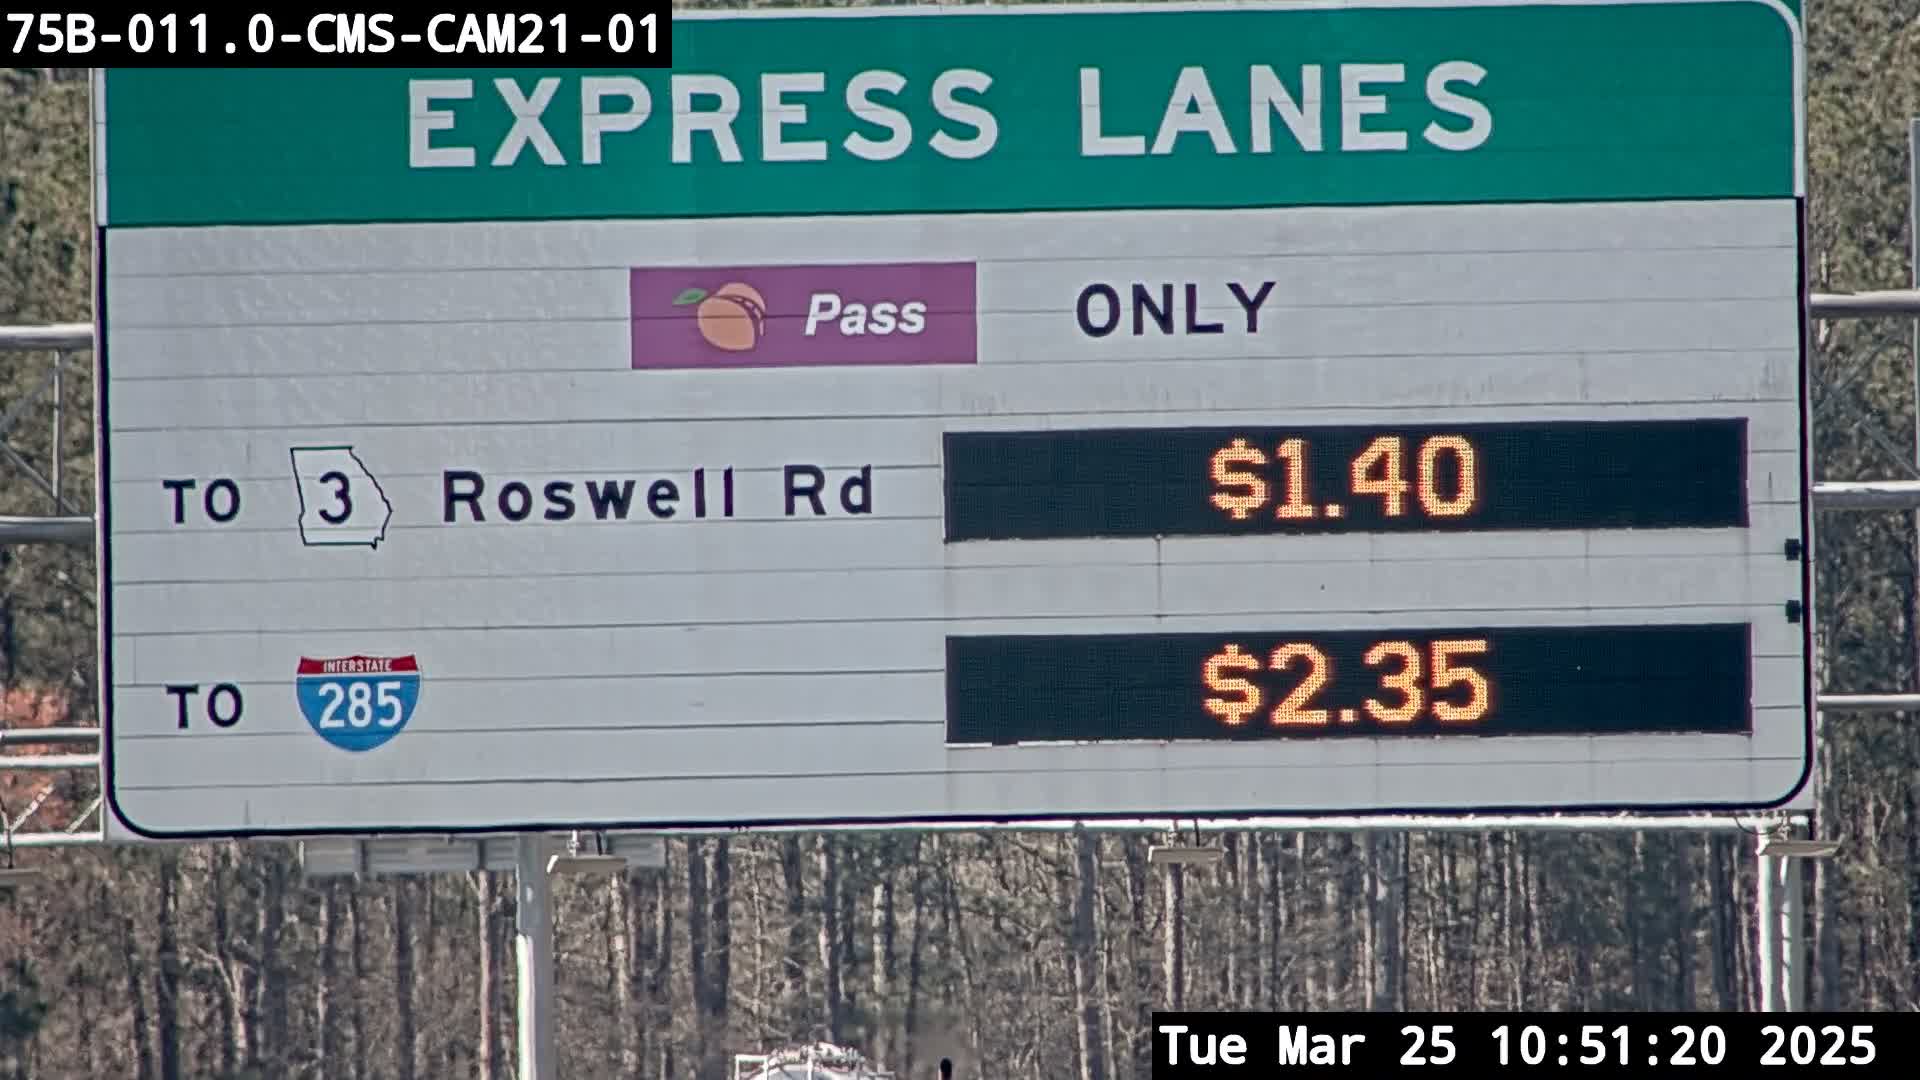 75B-011.0-CMS-CAM21-01
EXPRESS LANES
Pass ONLY
TO 3 Roswell Rd $1.40
INTERSTATE
TO 285 $2.35
Tue Mar 25 10:51:20 2025